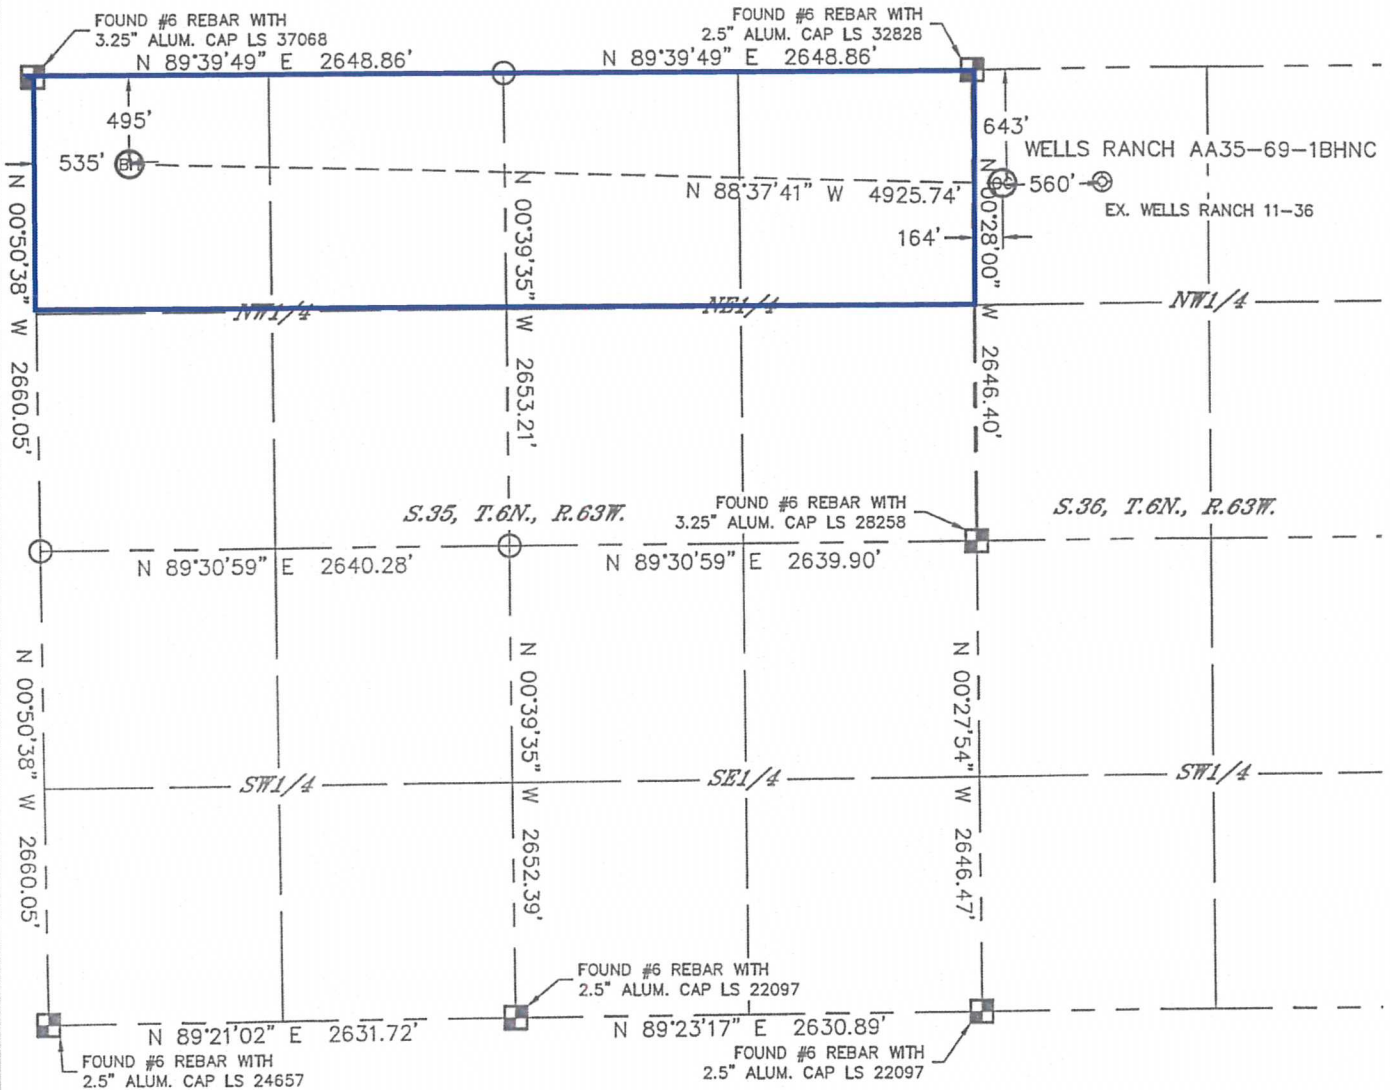 FOUND #6 REBAR WITH
3.25" ALUM. CAP LS 37068
FOUND #6 REBAR WITH
2.5" ALUM. CAP LS 32828
N 89°39'49" E 2648.86'
N 89°39'49" E 2648.86'
495'
643'
535'
BH
WELLS RANCH AA35-69-1BHNC
N 88°37'41" W 4925.74'
560'
EX. WELLS RANCH 11-36
164'
N 00°50'38" W 2660.05'
N 00°39'35" W 2653.21'
N 00°28'00" W 2646.40'
NW1/4
NE1/4
NW1/4
S.35, T.6N., R.63W.
FOUND #6 REBAR WITH
3.25" ALUM. CAP LS 28258
S.36, T.6N., R.63W.
N 89°30'59" E 2640.28'
N 89°30'59" E 2639.90'
N 00°50'38" W 2660.05'
N 00°39'35" W 2652.39'
N 00°27'54" W 2646.47'
SW1/4
SE1/4
SW1/4
FOUND #6 REBAR WITH
2.5" ALUM. CAP LS 22097
N 89°21'02" E 2631.72'
N 89°23'17" E 2630.89'
FOUND #6 REBAR WITH
2.5" ALUM. CAP LS 24657
FOUND #6 REBAR WITH
2.5" ALUM. CAP LS 22097